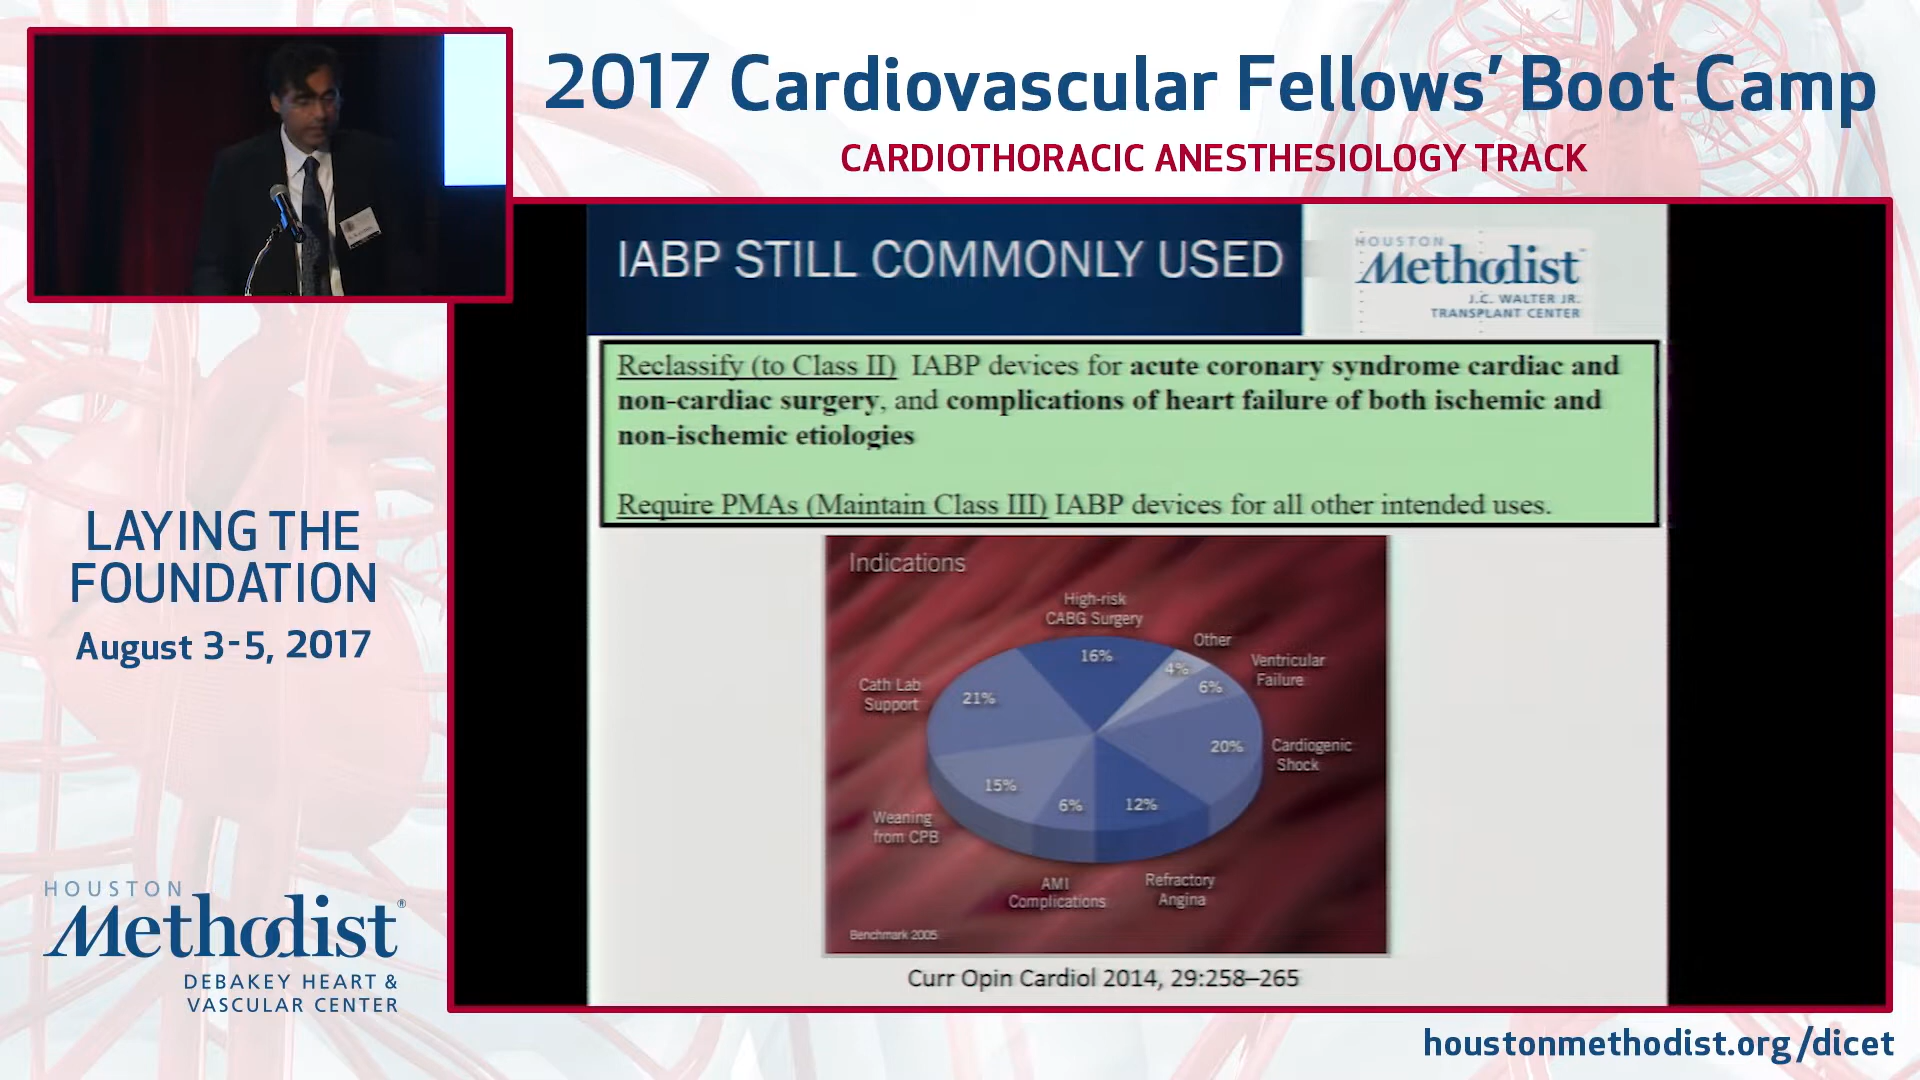 2017 Cardiovascular Fellows' Boot Camp
CARDIOTHORACIC ANESTHESIOLOGY TRACK
IABP STILL COMMONLY USED
HOUSTON
Methodist
J.C. WALTER JR.
TRANSPLANT CENTER
Reclassify (to Class II) IABP devices for acute coronary syndrome cardiac and
non-cardiac surgery, and complications of heart failure of both ischemic and
non-ischemic etiologies
Require PMAs (Maintain Class III) IABP devices for all other intended uses.
Indications
High-risk
CABG Surgery
16%
Other
4%
Ventricular
Failure
6%
Cardiogenic
Shock
20%
Refractory
Angina
12%
AMI
Complications
6%
Weaning
from CPB
15%
Cath Lab
Support
21%
Benchmark 2005
Curr Opin Cardiol 2014, 29:258–265
LAYING THE
FOUNDATION
August 3-5, 2017
HOUSTON
Methodist®
DEBAKEY HEART &
VASCULAR CENTER
houstonmethodist.org/dicet